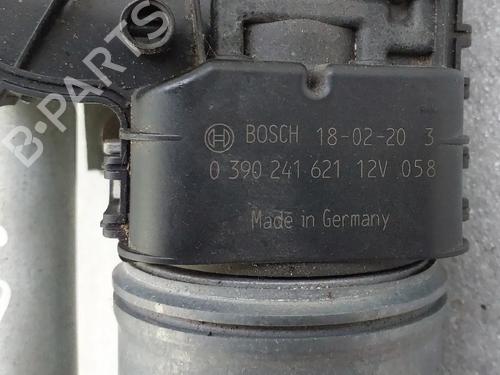 B-PARTS
BOSCH 18-02-20 3
0 390 241 621 12V 058
Made in Germany